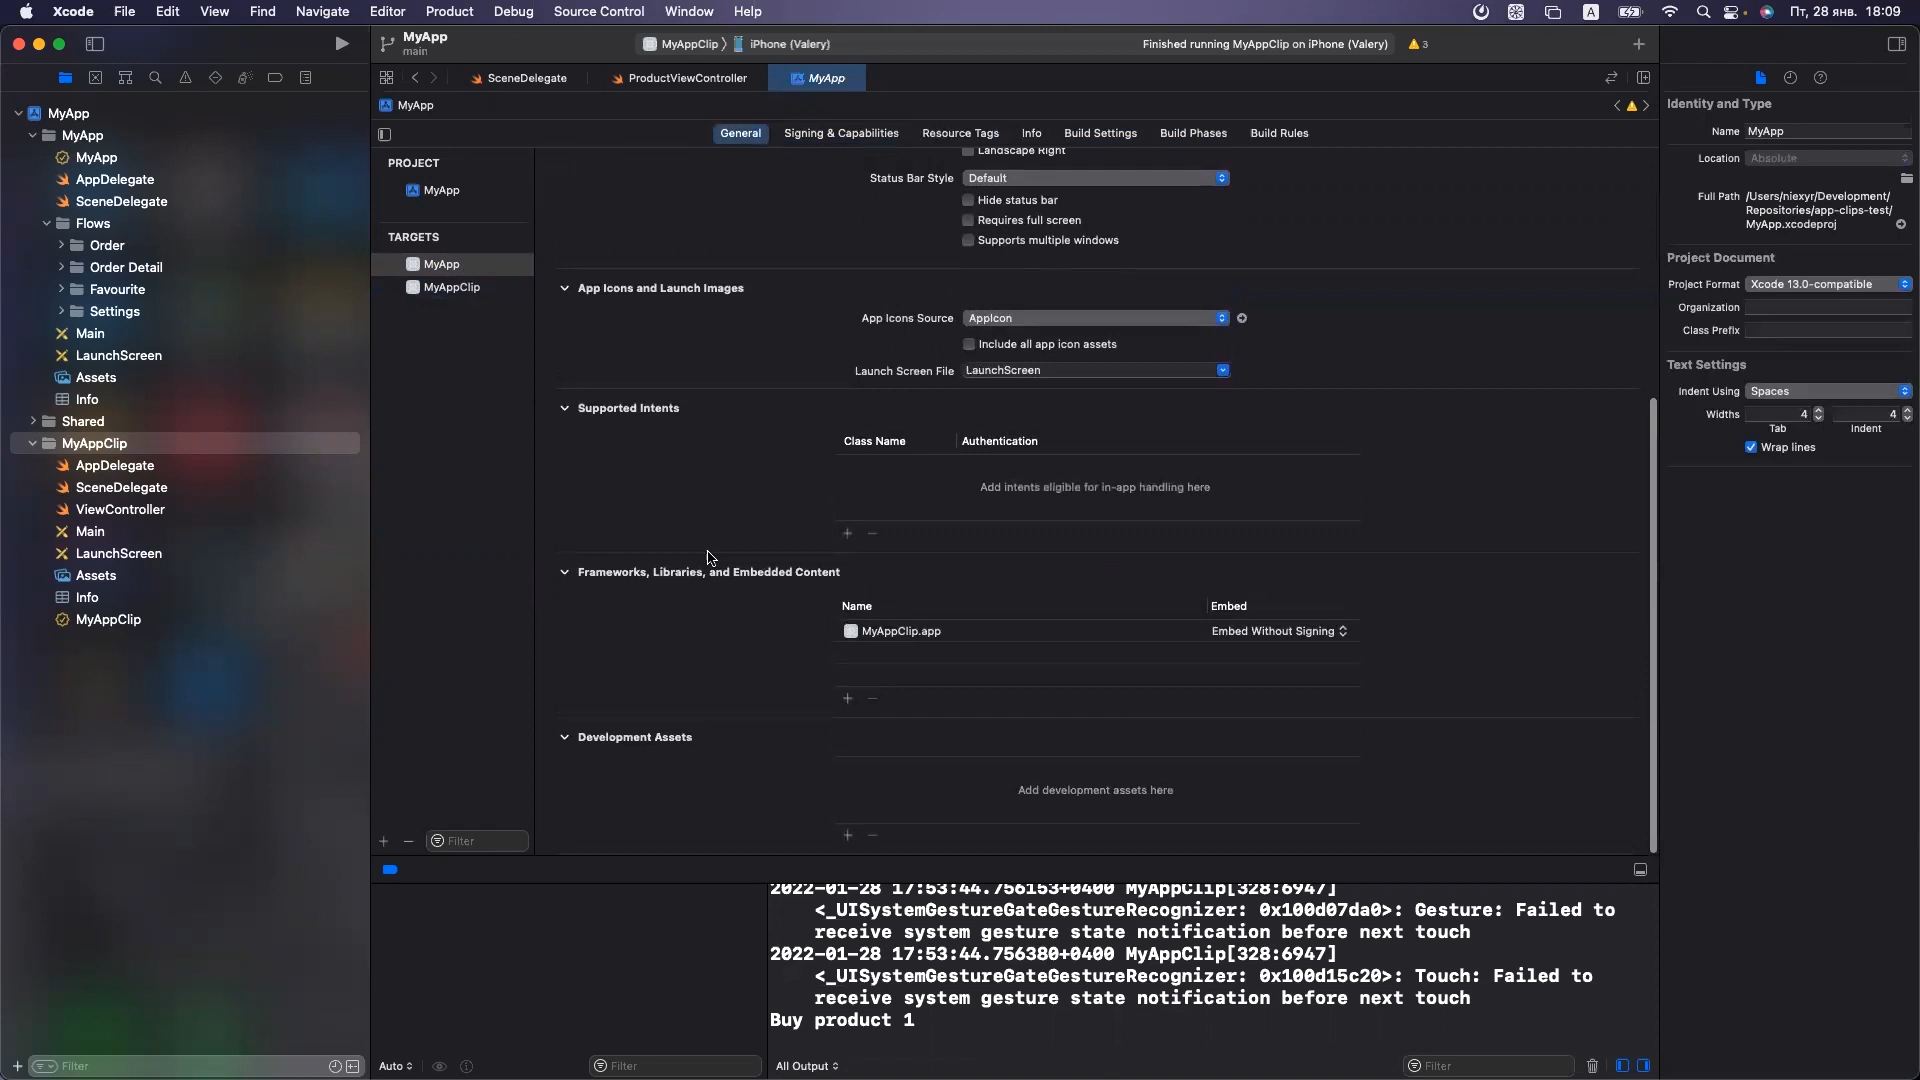 Xcode File Edit View Find Navigate Editor Product Debug Source Control Window Help
A
Пт, 28 янв. 18:09
MyApp
main
MyAppClip
iPhone (Valery)
Finished running MyAppClip on iPhone (Valery)
3
SceneDelegate
ProductViewController
MyApp
MyApp
General
Signing & Capabilities
Resource Tags
Info
Build Settings
Build Phases
Build Rules
MyApp
MyApp
MyApp
AppDelegate
SceneDelegate
Flows
Order
Order Detail
Favourite
Settings
Main
LaunchScreen
Assets
Info
Shared
MyAppClip
AppDelegate
SceneDelegate
ViewController
Main
LaunchScreen
Assets
Info
MyAppClip
Filter
PROJECT
MyApp
TARGETS
MyApp
MyAppClip
Filter
Landscape Right
Status Bar Style Default
Hide status bar
Requires full screen
Supports multiple windows
App Icons and Launch Images
App Icons Source AppIcon
Include all app icon assets
Launch Screen File LaunchScreen
Supported Intents
Class Name Authentication
Add intents eligible for in-app handling here
Frameworks, Libraries, and Embedded Content
Name Embed
MyAppClip.app Embed Without Signing
Development Assets
Add development assets here
2022-01-28 17:53:44.756153+0400 MyAppClip[328:6947]
<_UISystemGestureGateGestureRecognizer: 0x100d07da0>: Gesture: Failed to
receive system gesture state notification before next touch
2022-01-28 17:53:44.756380+0400 MyAppClip[328:6947]
<_UISystemGestureGateGestureRecognizer: 0x100d15c20>: Touch: Failed to
receive system gesture state notification before next touch
Buy product 1
Auto
Filter
All Output
Filter
Identity and Type
Name MyApp
Location Absolute
Full Path /Users/niexyr/Development/
Repositories/app-clips-test/
MyApp.xcodeproj
Project Document
Project Format Xcode 13.0-compatible
Organization
Class Prefix
Text Settings
Indent Using Spaces
Widths 4 4
Tab Indent
Wrap lines